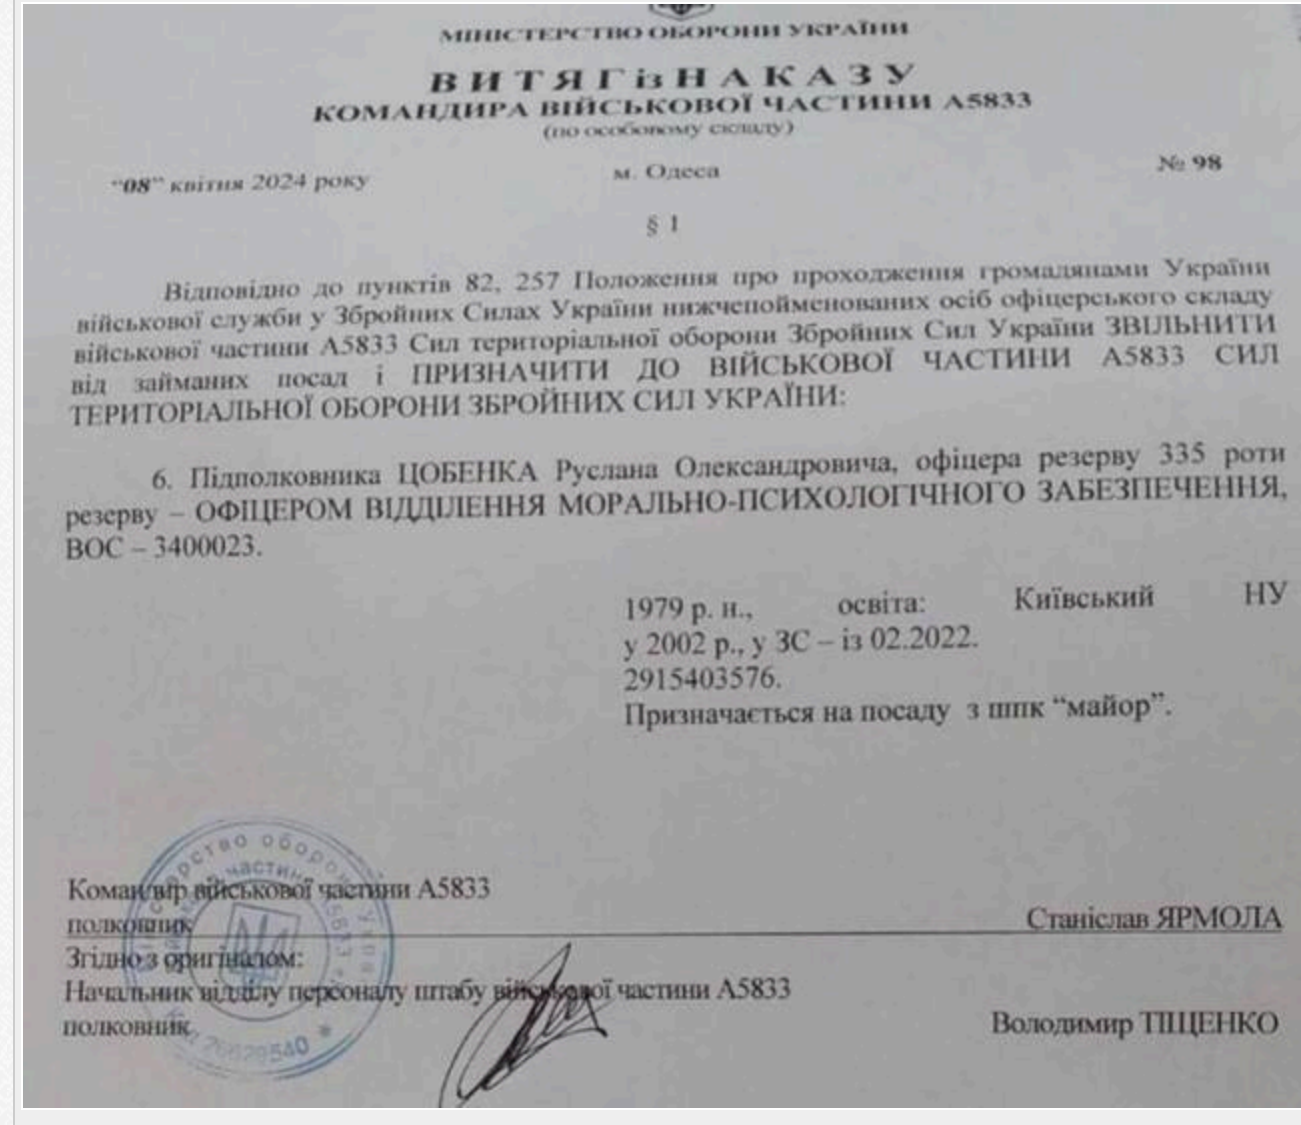 МІНІСТЕРСТВО ОБОРОНИ УКРАЇНИ
ВИТЯГ із НАКАЗУ
КОМАНДИРА ВІЙСЬКОВОЇ ЧАСТИНИ А5833
(по особовому складу)
“08” квітня 2024 року м. Одеса № 98
§ 1
Відповідно до пунктів 82, 257 Положення про проходження громадянами України
військової служби у Збройних Силах України нижчепойменованих осіб офіцерського складу
військової частини А5833 Сил територіальної оборони Збройних Сил України ЗВІЛЬНИТИ
від займаних посад і ПРИЗНАЧИТИ ДО ВІЙСЬКОВОЇ ЧАСТИНИ А5833 СИЛ
ТЕРИТОРІАЛЬНОЇ ОБОРОНИ ЗБРОЙНИХ СИЛ УКРАЇНИ:
6. Підполковника ЦОБЕНКА Руслана Олександровича, офіцера резерву 335 роти
резерву – ОФІЦЕРОМ ВІДДІЛЕННЯ МОРАЛЬНО-ПСИХОЛОГІЧНОГО ЗАБЕЗПЕЧЕННЯ,
ВОС – 3400023.
1979 р. н., освіта: Київський НУ
у 2002 р., у ЗС – із 02.2022.
2915403576.
Призначається на посаду з шпк “майор”.
Командир військової частини А5833
полковник Станіслав ЯРМОЛА
Згідно з оригіналом:
Начальник відділу персоналу штабу військової частини А5833
полковник Володимир ТІЩЕНКО